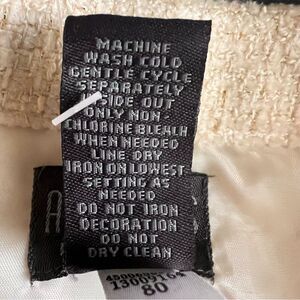 MACHINE
WASH COLD
GENTLE CYCLE
SEPARATELY
INSIDE OUT
ONLY NON-
CHLORINE BLEACH
WHEN NEEDED
LINE DRY
IRON ON LOWEST
SETTING AS
NEEDED
DO NOT IRON
DECORATION
DO NOT
DRY CLEAN
80